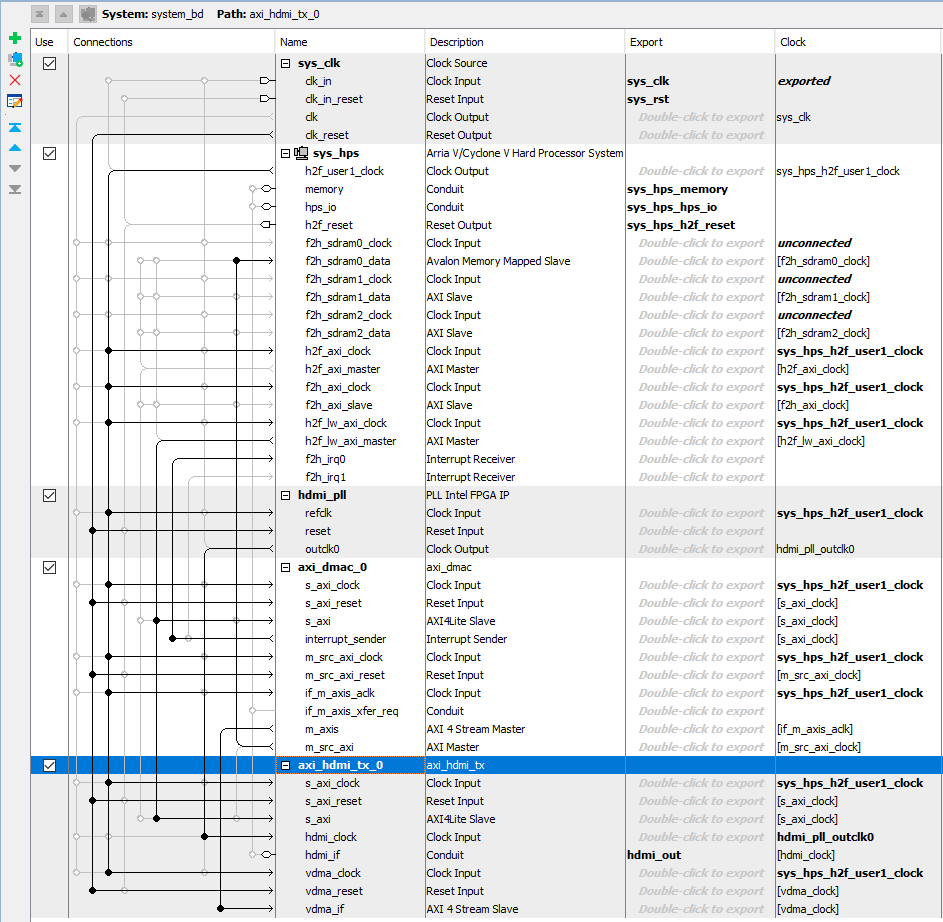 System: system_bd Path: axi_hdmi_tx_0
Use Connections Name Description Export Clock
sys_clk Clock Source
clk_in Clock Input sys_clk exported
clk_in_reset Reset Input sys_rst
clk Clock Output Double-click to export sys_clk
clk_reset Reset Output Double-click to export
sys_hps Arria V/Cyclone V Hard Processor System
h2f_user1_clock Clock Output Double-click to export sys_hps_h2f_user1_clock
memory Conduit sys_hps_memory
hps_io Conduit sys_hps_hps_io
h2f_reset Reset Output sys_hps_h2f_reset
f2h_sdram0_clock Clock Input Double-click to export unconnected
f2h_sdram0_data Avalon Memory Mapped Slave Double-click to export [f2h_sdram0_clock]
f2h_sdram1_clock Clock Input Double-click to export unconnected
f2h_sdram1_data AXI Slave Double-click to export [f2h_sdram1_clock]
f2h_sdram2_clock Clock Input Double-click to export unconnected
f2h_sdram2_data AXI Slave Double-click to export [f2h_sdram2_clock]
h2f_axi_clock Clock Input Double-click to export sys_hps_h2f_user1_clock
h2f_axi_master AXI Master Double-click to export [h2f_axi_clock]
f2h_axi_clock Clock Input Double-click to export sys_hps_h2f_user1_clock
f2h_axi_slave AXI Slave Double-click to export [f2h_axi_clock]
h2f_lw_axi_clock Clock Input Double-click to export sys_hps_h2f_user1_clock
h2f_lw_axi_master AXI Master Double-click to export [h2f_lw_axi_clock]
f2h_irq0 Interrupt Receiver Double-click to export
f2h_irq1 Interrupt Receiver Double-click to export
hdmi_pll PLL Intel FPGA IP
refclk Clock Input Double-click to export sys_hps_h2f_user1_clock
reset Reset Input Double-click to export
outclk0 Clock Output Double-click to export hdmi_pll_outclk0
axi_dmac_0 axi_dmac
s_axi_clock Clock Input Double-click to export sys_hps_h2f_user1_clock
s_axi_reset Reset Input Double-click to export [s_axi_clock]
s_axi AXI4Lite Slave Double-click to export [s_axi_clock]
interrupt_sender Interrupt Sender Double-click to export [s_axi_clock]
m_src_axi_clock Clock Input Double-click to export sys_hps_h2f_user1_clock
m_src_axi_reset Reset Input Double-click to export [m_src_axi_clock]
if_m_axis_aclk Clock Input Double-click to export sys_hps_h2f_user1_clock
if_m_axis_xfer_req Conduit Double-click to export
m_axis AXI 4 Stream Master Double-click to export [if_m_axis_aclk]
m_src_axi AXI Master Double-click to export [m_src_axi_clock]
axi_hdmi_tx_0 axi_hdmi_tx
s_axi_clock Clock Input Double-click to export sys_hps_h2f_user1_clock
s_axi_reset Reset Input Double-click to export [s_axi_clock]
s_axi AXI4Lite Slave Double-click to export [s_axi_clock]
hdmi_clock Clock Input Double-click to export hdmi_pll_outclk0
hdmi_if Conduit hdmi_out [hdmi_clock]
vdma_clock Clock Input Double-click to export sys_hps_h2f_user1_clock
vdma_reset Reset Input Double-click to export [vdma_clock]
vdma_if AXI 4 Stream Slave Double-click to export [vdma_clock]